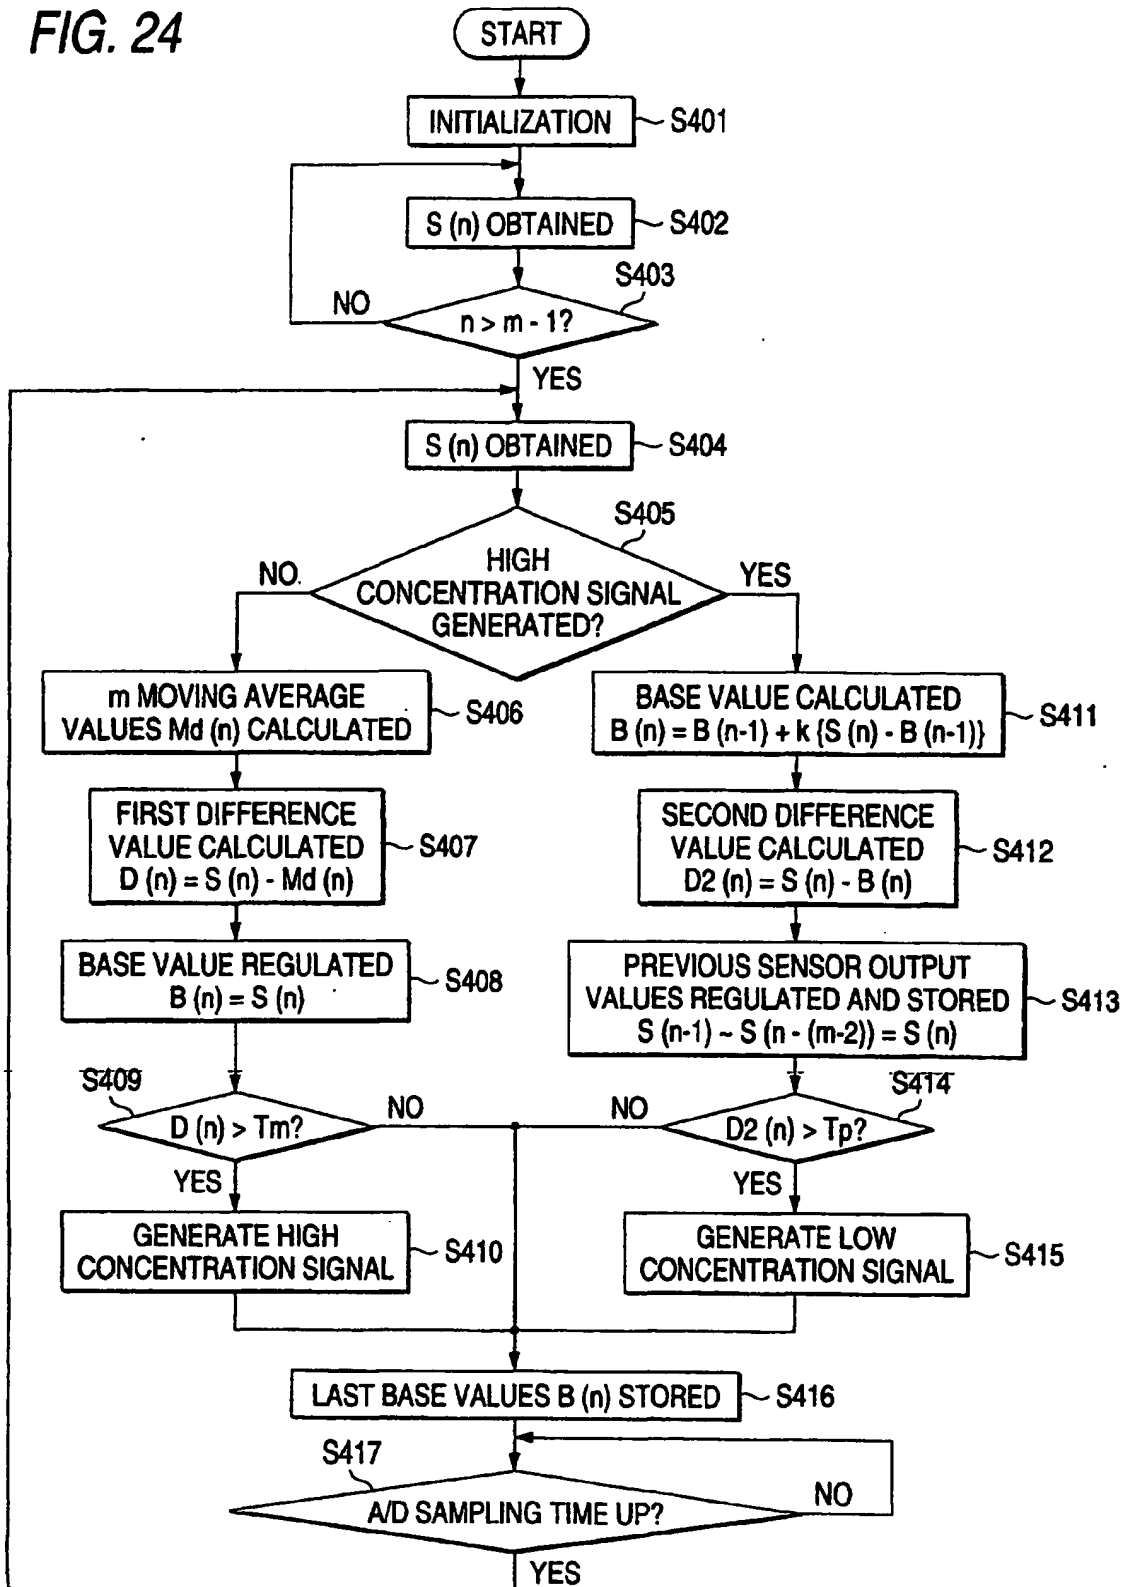 FIG. 24
START
INITIALIZATION
S401
S (n) OBTAINED
S402
S403
NO
n > m - 1?
YES
S (n) OBTAINED
S404
S405
HIGH
CONCENTRATION SIGNAL
GENERATED?
NO.
YES
m MOVING AVERAGE
VALUES Md (n) CALCULATED
S406
BASE VALUE CALCULATED
B (n) = B (n-1) + k {S (n) - B (n-1)}
S411
FIRST DIFFERENCE
VALUE CALCULATED
D (n) = S (n) - Md (n)
S407
SECOND DIFFERENCE
VALUE CALCULATED
D2 (n) = S (n) - B (n)
S412
BASE VALUE REGULATED
B (n) = S (n)
S408
PREVIOUS SENSOR OUTPUT
VALUES REGULATED AND STORED
S (n-1) ~ S (n - (m-2)) = S (n)
S413
S409
D (n) > Tm?
NO
YES
S414
D2 (n) > Tp?
NO
YES
GENERATE HIGH
CONCENTRATION SIGNAL
S410
GENERATE LOW
CONCENTRATION SIGNAL
S415
LAST BASE VALUES B (n) STORED
S416
S417
A/D SAMPLING TIME UP?
NO
YES